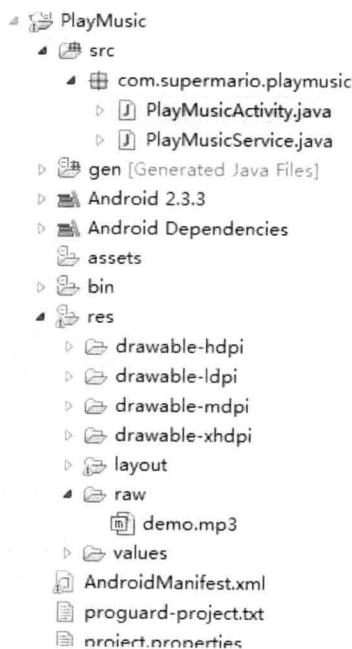 PlayMusic
src
com.supermario.playmusic
PlayMusicActivity.java
PlayMusicService.java
gen [Generated Java Files]
Android 2.3.3
Android Dependencies
assets
bin
res
drawable-hdpi
drawable-ldpi
drawable-mdpi
drawable-xhdpi
layout
raw
demo.mp3
values
AndroidManifest.xml
proguard-project.txt
project.properties